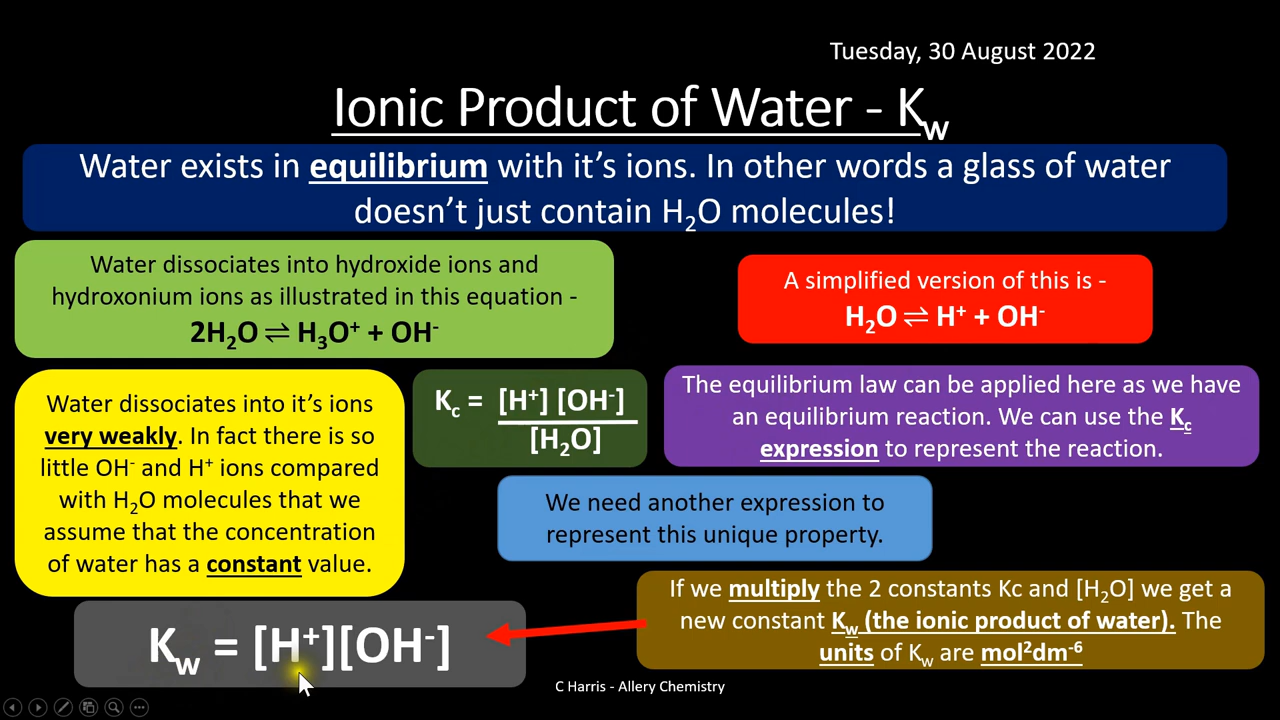 Tuesday, 30 August 2022
Ionic Product of Water - Kw
Water exists in equilibrium with it’s ions. In other words a glass of water
doesn’t just contain H₂O molecules!
Water dissociates into hydroxide ions and
hydroxonium ions as illustrated in this equation -
2H₂O ⇌ H₃O⁺ + OH⁻
A simplified version of this is -
H₂O ⇌ H⁺ + OH⁻
Water dissociates into it’s ions
very weakly. In fact there is so
little OH⁻ and H⁺ ions compared
with H₂O molecules that we
assume that the concentration
of water has a constant value.
Kc = [H⁺] [OH⁻]
[H₂O]
The equilibrium law can be applied here as we have
an equilibrium reaction. We can use the Kc
expression to represent the reaction.
We need another expression to
represent this unique property.
If we multiply the 2 constants Kc and [H₂O] we get a
new constant Kw (the ionic product of water). The
units of Kw are mol²dm⁻⁶
Kw = [H⁺][OH⁻]
C Harris - Allery Chemistry